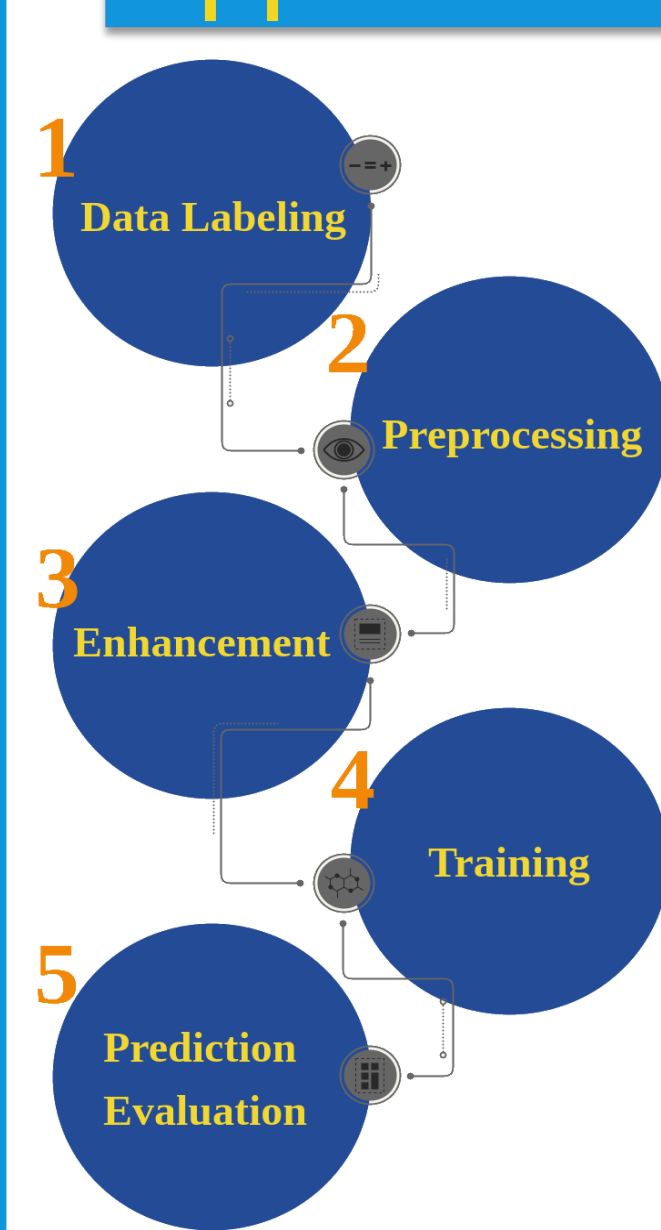 1
Data Labeling
2
Preprocessing
3
Enhancement
4
Training
5
Prediction
Evaluation